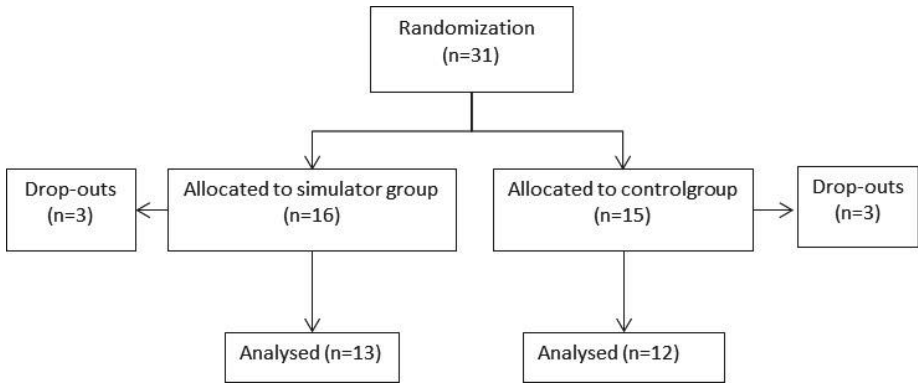 Randomization
(n=31)
Drop-outs
(n=3)
Allocated to simulator group
(n=16)
Allocated to controlgroup
(n=15)
Drop-outs
(n=3)
Analysed (n=13)
Analysed (n=12)